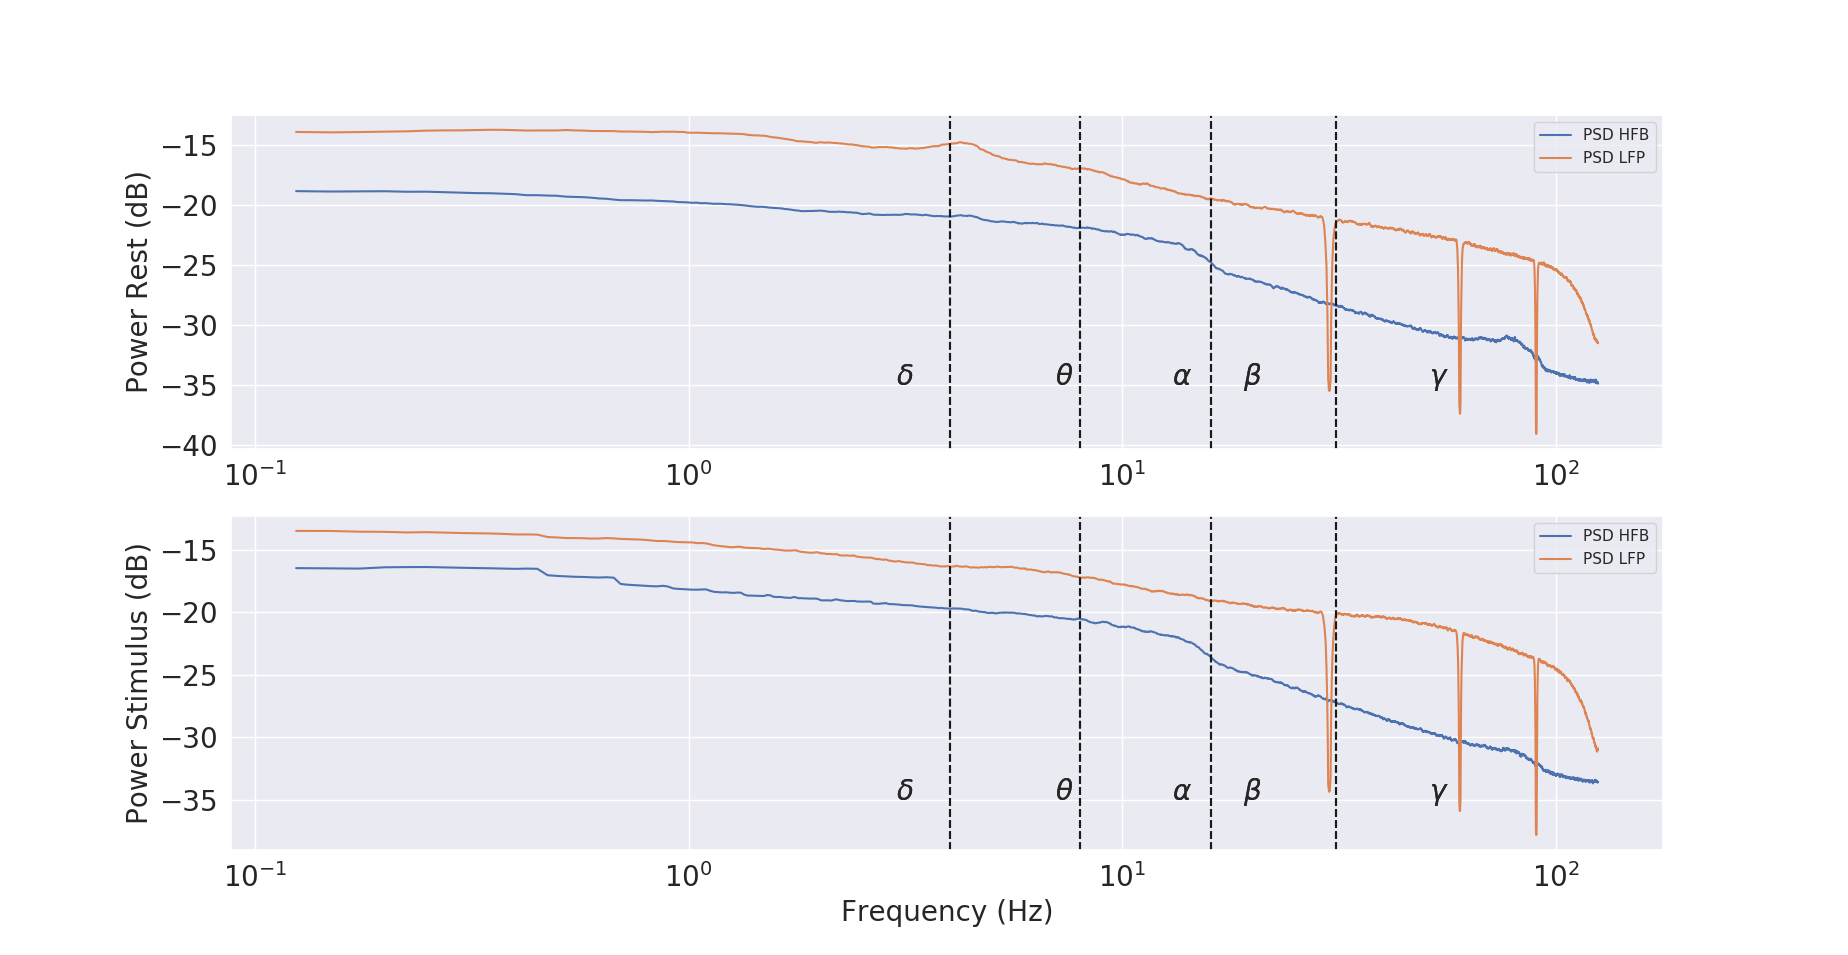 PSD HFB
PSD LFP
Power Rest (dB)
−15
−20
−25
−30
−35
−40
δ θ α β γ
10⁻¹ 10⁰ 10¹ 10²
PSD HFB
PSD LFP
Power Stimulus (dB)
−15
−20
−25
−30
−35
δ θ α β γ
10⁻¹ 10⁰ 10¹ 10²
Frequency (Hz)